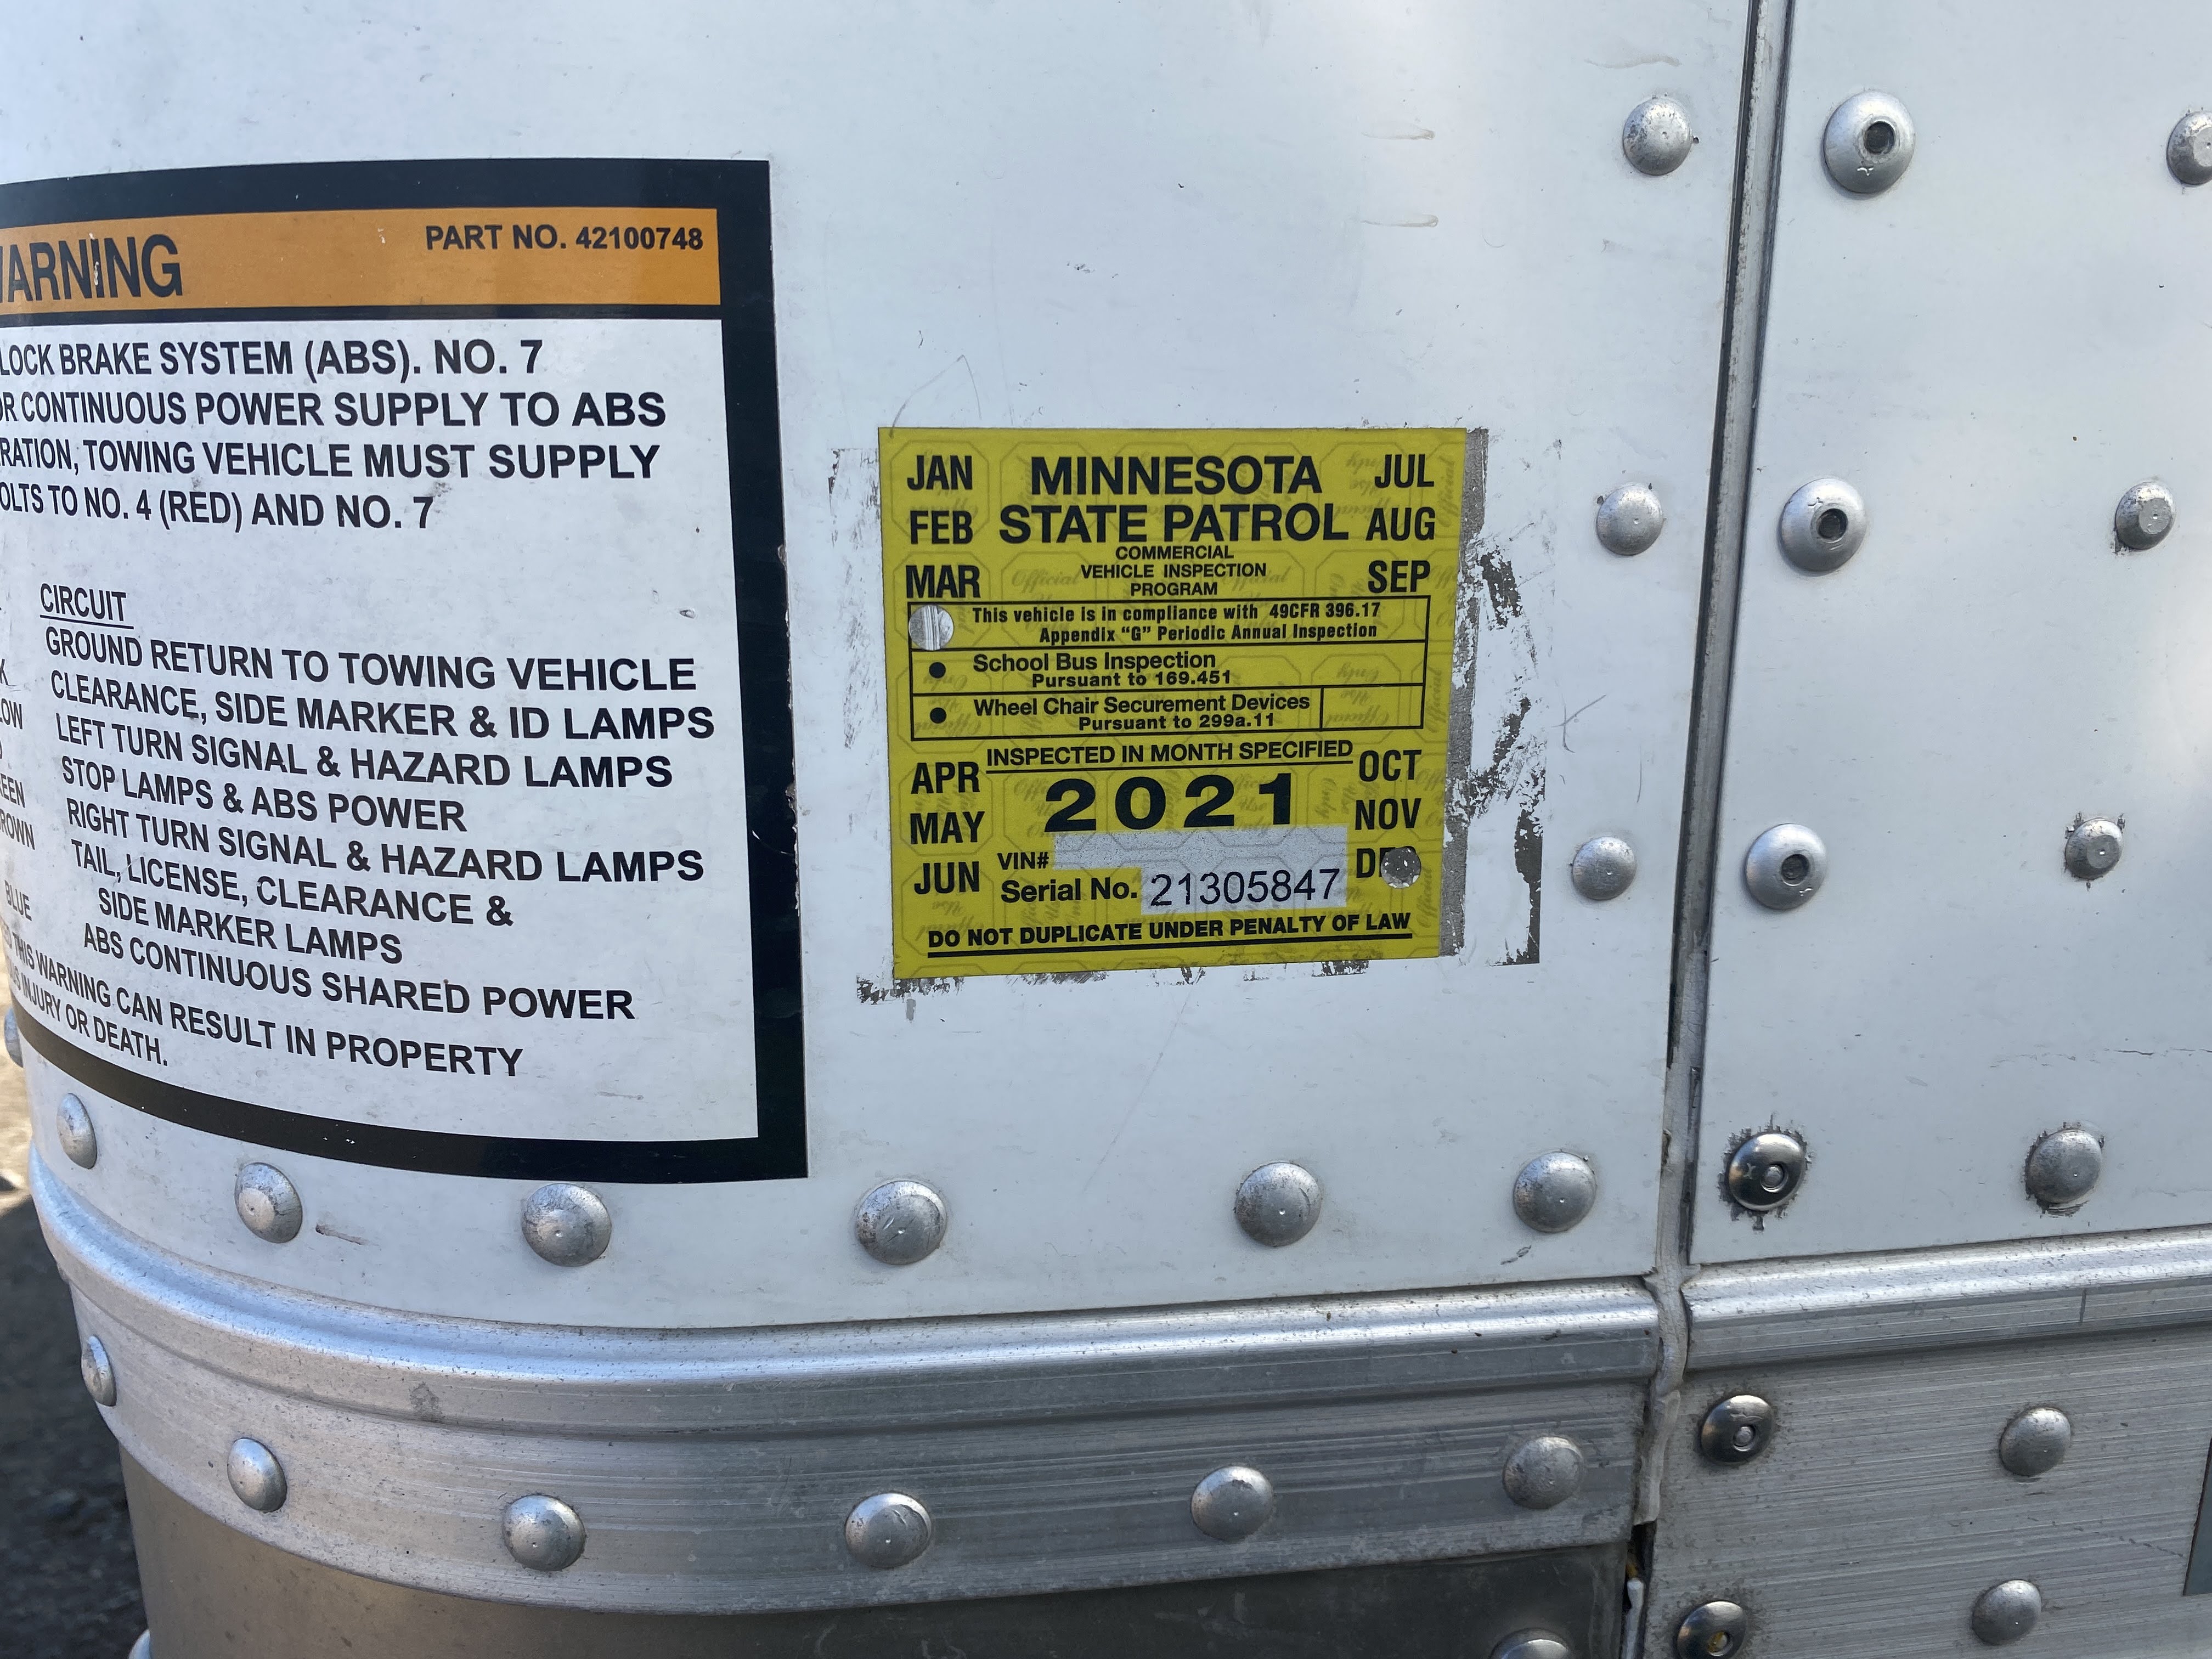 WARNING
PART NO. 42100748
LOCK BRAKE SYSTEM (ABS). NO. 7
OR CONTINUOUS POWER SUPPLY TO ABS
RATION, TOWING VEHICLE MUST SUPPLY
OLTS TO NO. 4 (RED) AND NO. 7
CIRCUIT
GROUND RETURN TO TOWING VEHICLE
CLEARANCE, SIDE MARKER & ID LAMPS
LEFT TURN SIGNAL & HAZARD LAMPS
STOP LAMPS & ABS POWER
RIGHT TURN SIGNAL & HAZARD LAMPS
TAIL, LICENSE, CLEARANCE &
BLUE SIDE MARKER LAMPS
ABS CONTINUOUS SHARED POWER
THIS WARNING CAN RESULT IN PROPERTY
INJURY OR DEATH.
JAN MINNESOTA JUL
FEB STATE PATROL AUG
COMMERCIAL
VEHICLE INSPECTION
MAR PROGRAM SEP
This vehicle is in compliance with 49CFR 396.17
Appendix "G" Periodic Annual Inspection
• School Bus Inspection
Pursuant to 169.451
• Wheel Chair Securement Devices
Pursuant to 299a.11
INSPECTED IN MONTH SPECIFIED
APR 2021 OCT
MAY NOV
VIN#
JUN Serial No. 21305847
DO NOT DUPLICATE UNDER PENALTY OF LAW